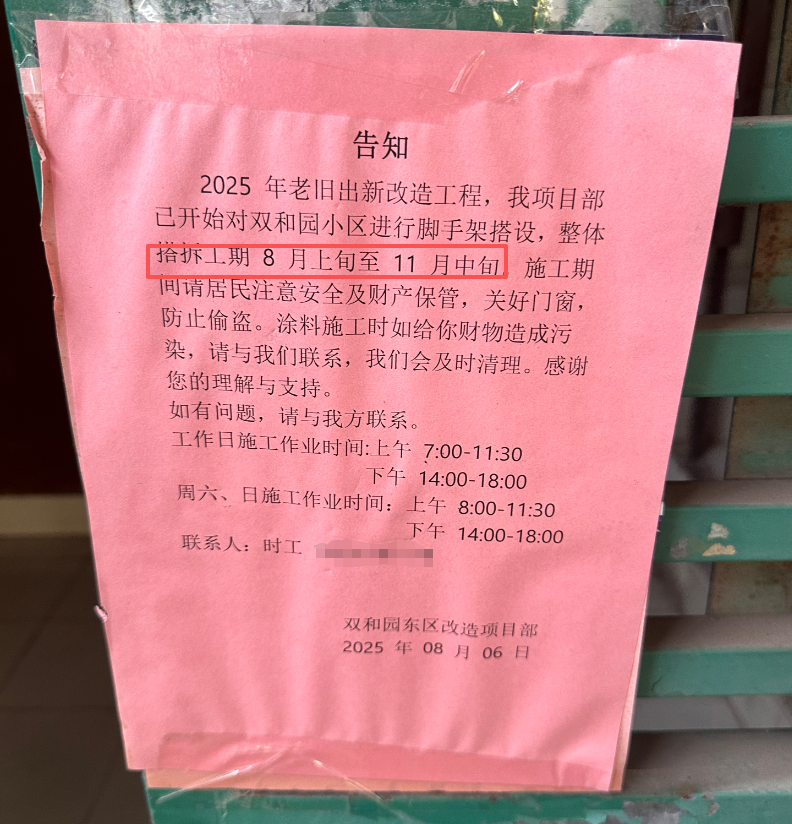 告知
2025 年老旧出新改造工程，我项目部
已开始对双和园小区进行脚手架搭设，整体
搭拆工期 8 月上旬至 11 月中旬 施工期
间请居民注意安全及财产保管，关好门窗，
防止偷盗。涂料施工时如给你财物造成污
染，请与我们联系，我们会及时清理。感谢
您的理解与支持。
如有问题，请与我方联系。
工作日施工作业时间:上午 7:00-11:30
下午 14:00-18:00
周六、日施工作业时间：上午 8:00-11:30
下午 14:00-18:00
联系人：时工
双和园东区改造项目部
2025 年 08 月 06 日